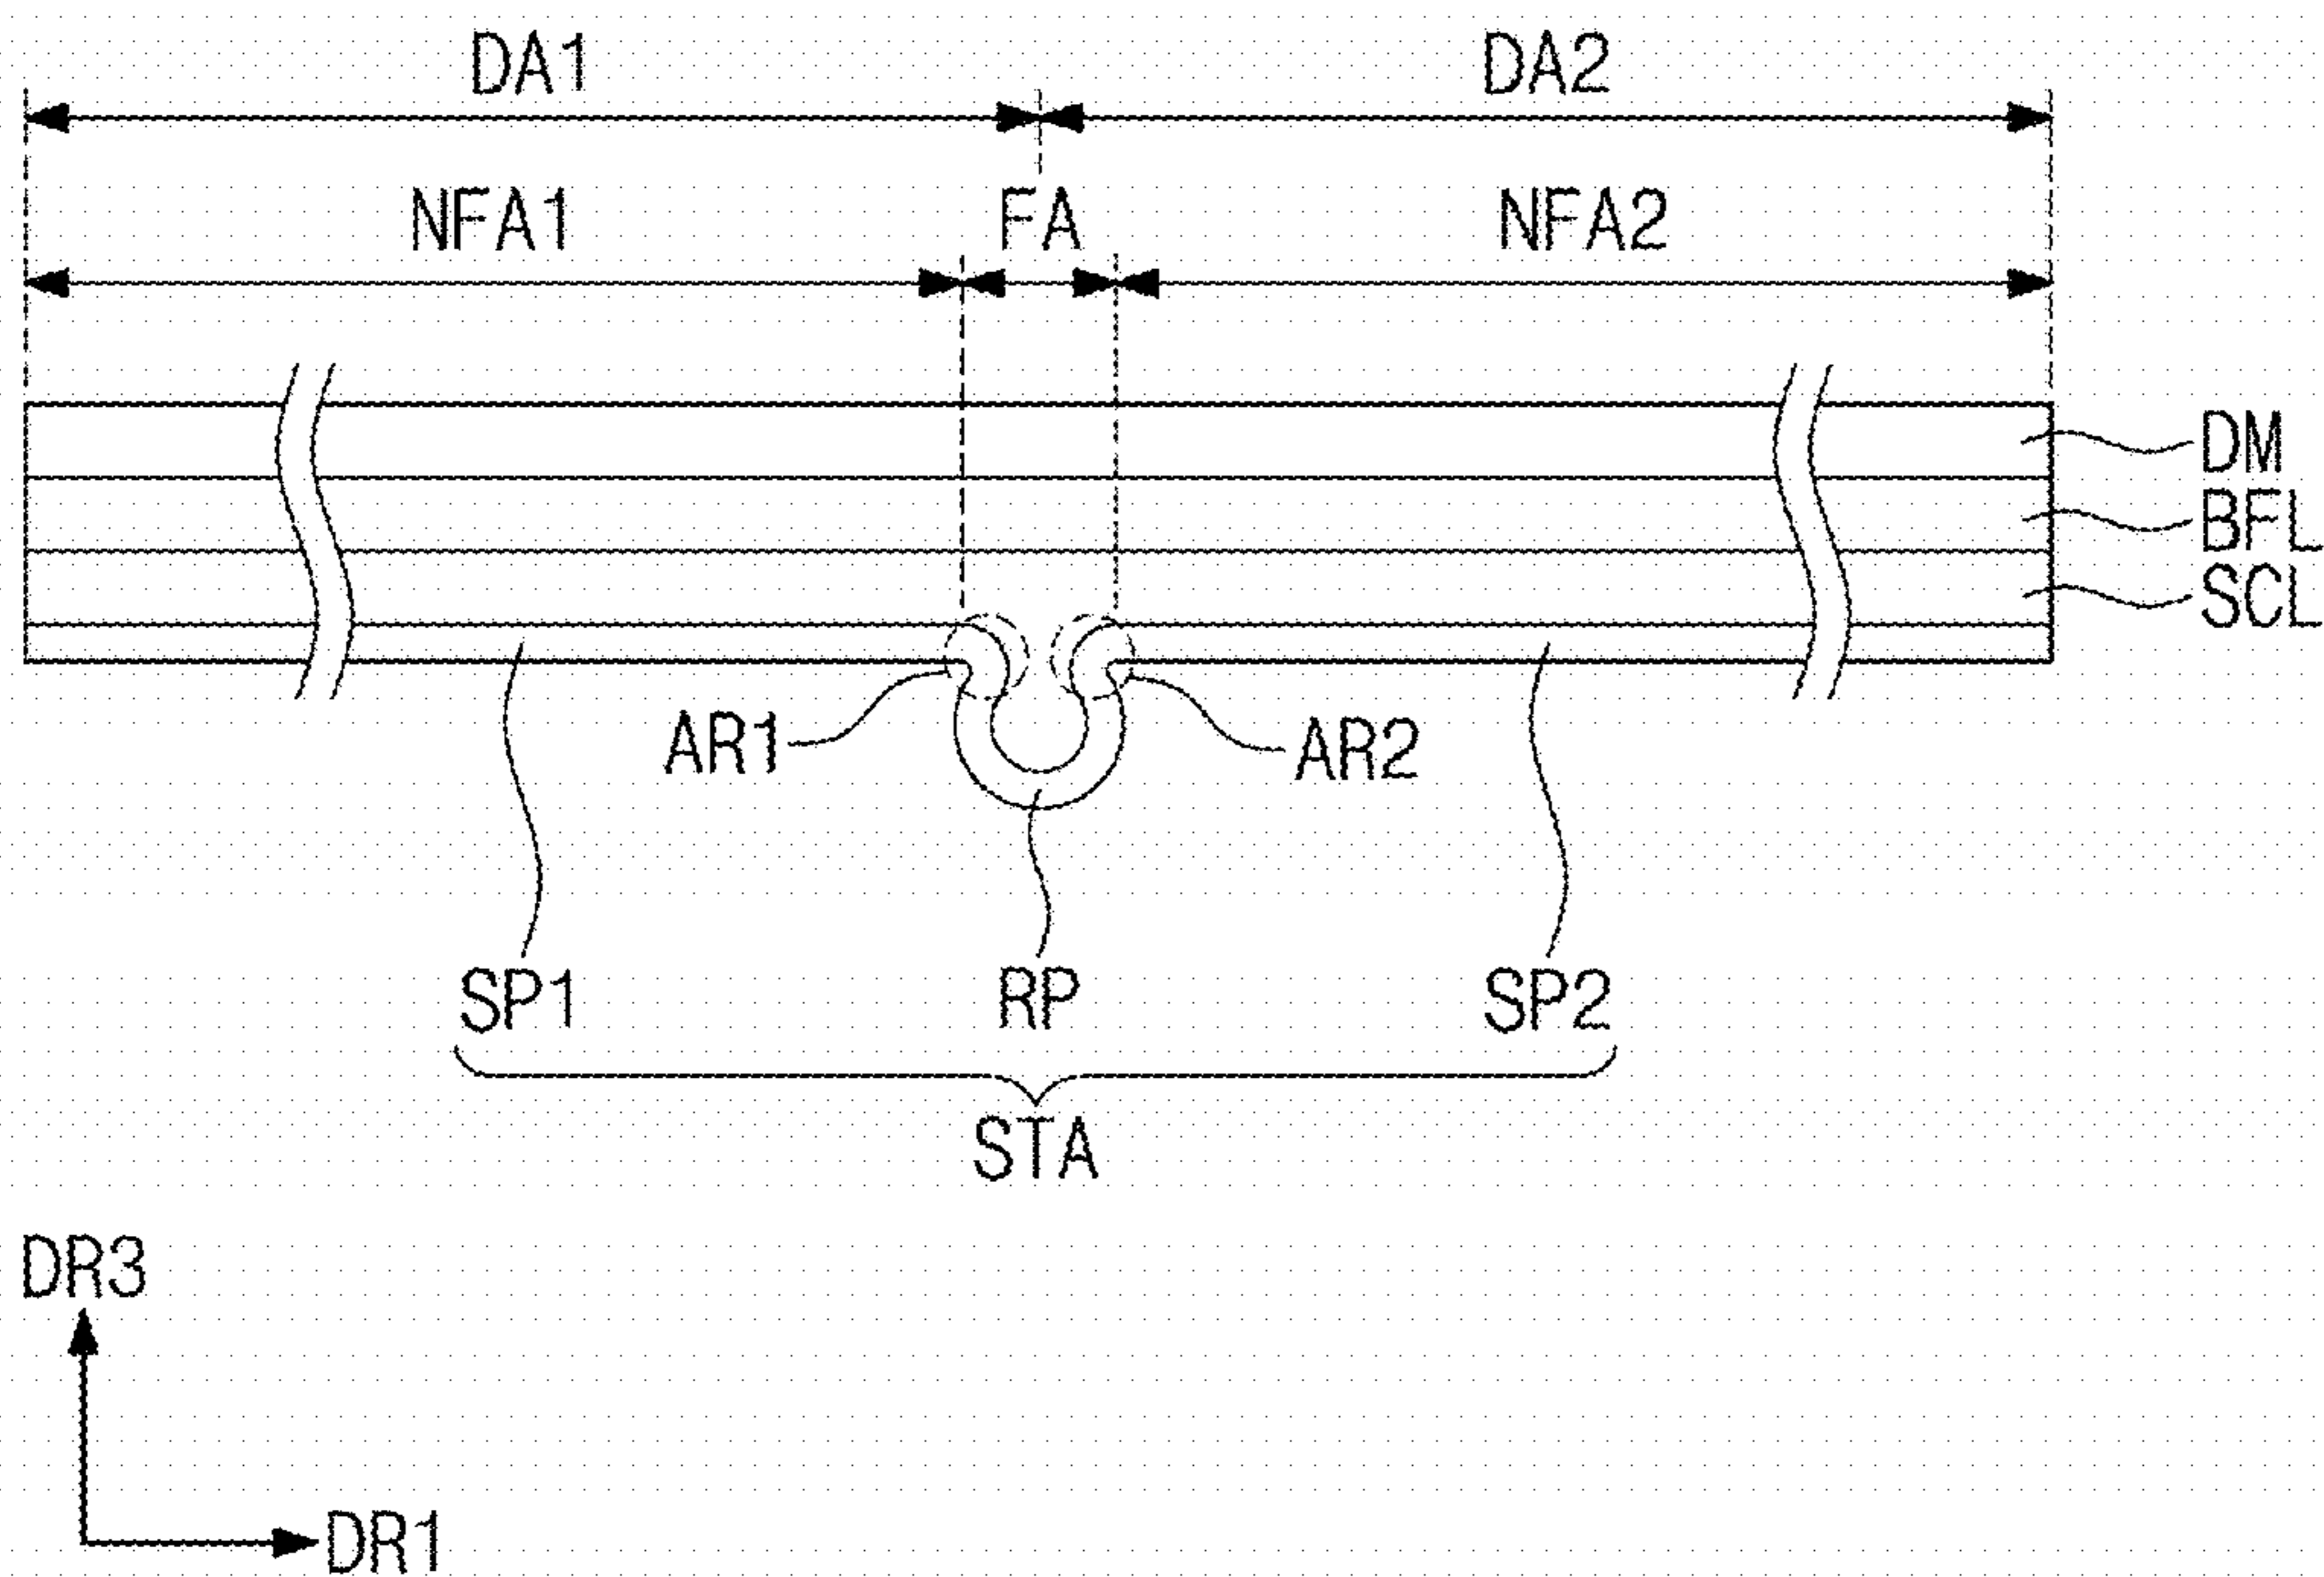 DA1 DA2
NFA1 FA NFA2
DM
BFL
SCL
AR1 AR2
SP1 RP SP2
STA
DR3
DR1